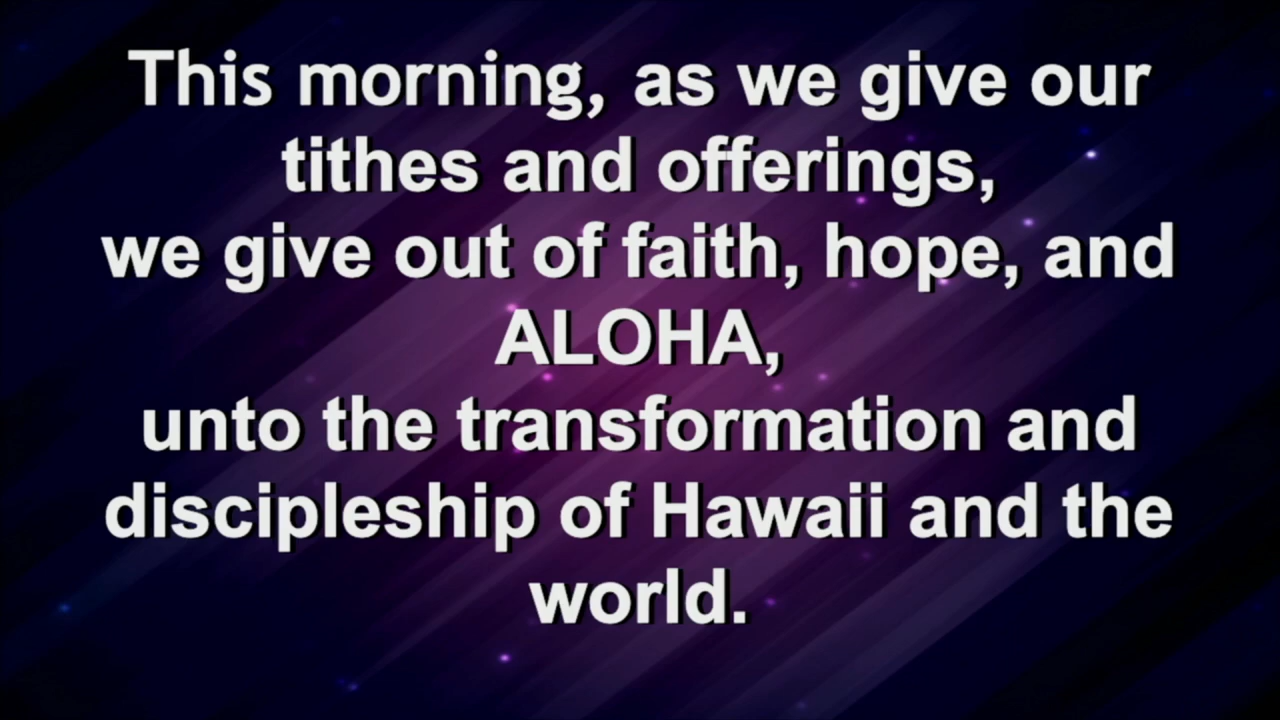 This morning, as we give our
tithes and offerings,
we give out of faith, hope, and
ALOHA,
unto the transformation and
discipleship of Hawaii and the
world.